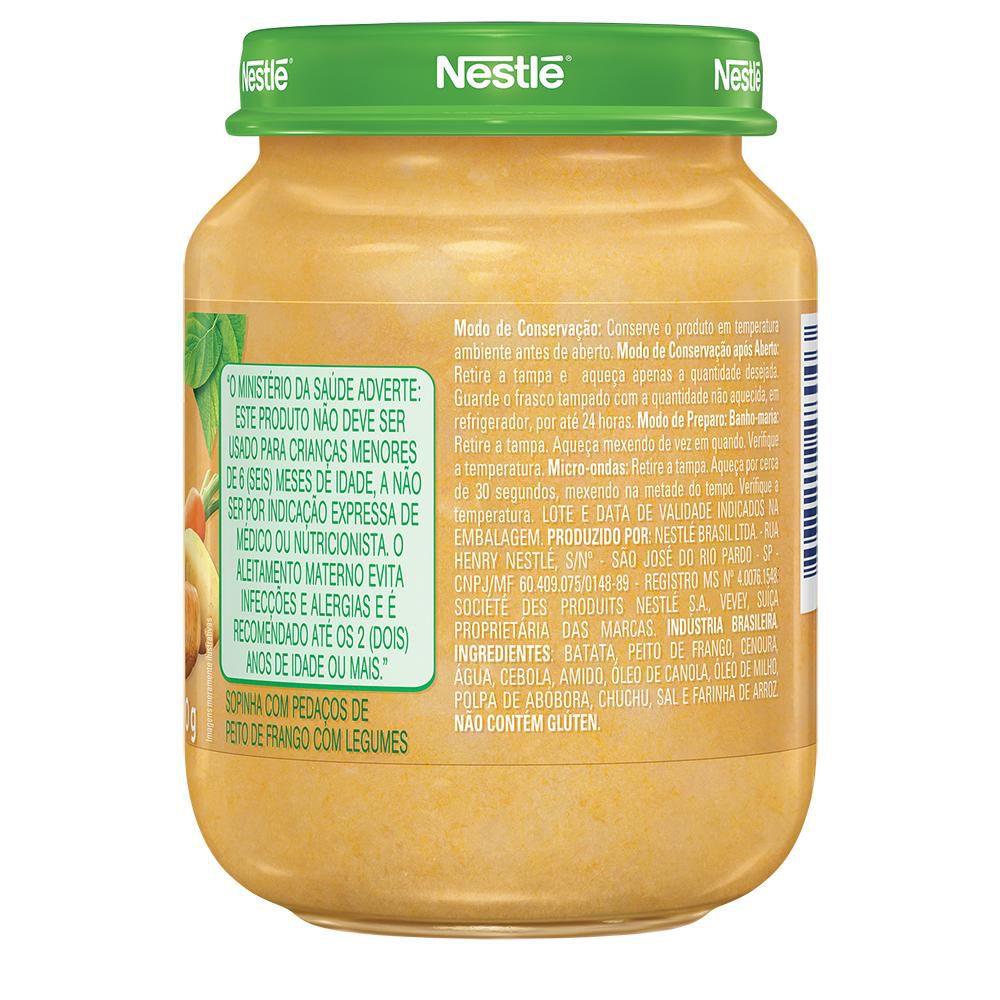 Nestlé
Nestlé
Nestlé
"O MINISTÉRIO DA SAÚDE ADVERTE:
ESTE PRODUTO NÃO DEVE SER
USADO PARA CRIANÇAS MENORES
DE 6 (SEIS) MESES DE IDADE, A NÃO
SER POR INDICAÇÃO EXPRESSA DE
MÉDICO OU NUTRICIONISTA. O
ALEITAMENTO MATERNO EVITA
INFECÇÕES E ALERGIAS E É
RECOMENDADO ATÉ OS 2 (DOIS)
ANOS DE IDADE OU MAIS."
SOPINHA COM PEDAÇOS DE
PEITO DE FRANGO COM LEGUMES
0g
Imagens meramente ilustrativas
Modo de Conservação: Conserve o produto em temperatura
ambiente antes de aberto. Modo de Conservação após Aberto:
Retire a tampa e aqueça apenas a quantidade desejada.
Guarde o frasco tampado com a quantidade não aquecida, em
refrigerador, por até 24 horas. Modo de Preparo: Banho-maria:
Retire a tampa. Aqueça mexendo de vez em quando. Verifique
a temperatura. Micro-ondas: Retire a tampa. Aqueça por cerca
de 30 segundos, mexendo na metade do tempo. Verifique a
temperatura. LOTE E DATA DE VALIDADE INDICADOS NA
EMBALAGEM. PRODUZIDO POR: NESTLÉ BRASIL LTDA. - RUA
HENRY NESTLÉ, S/Nº - SÃO JOSÉ DO RIO PARDO - SP -
CNPJ/MF 60.409.075/0148-89 - REGISTRO MS Nº 4.0076.1548.
SOCIÉTÉ DES PRODUITS NESTLÉ S.A., VEVEY, SUIÇA
PROPRIETÁRIA DAS MARCAS. INDÚSTRIA BRASILEIRA.
INGREDIENTES: BATATA, PEITO DE FRANGO, CENOURA,
ÁGUA, CEBOLA, AMIDO, ÓLEO DE CANOLA, ÓLEO DE MILHO,
POLPA DE ABÓBORA, CHUCHU, SAL E FARINHA DE ARROZ.
NÃO CONTÉM GLÚTEN.